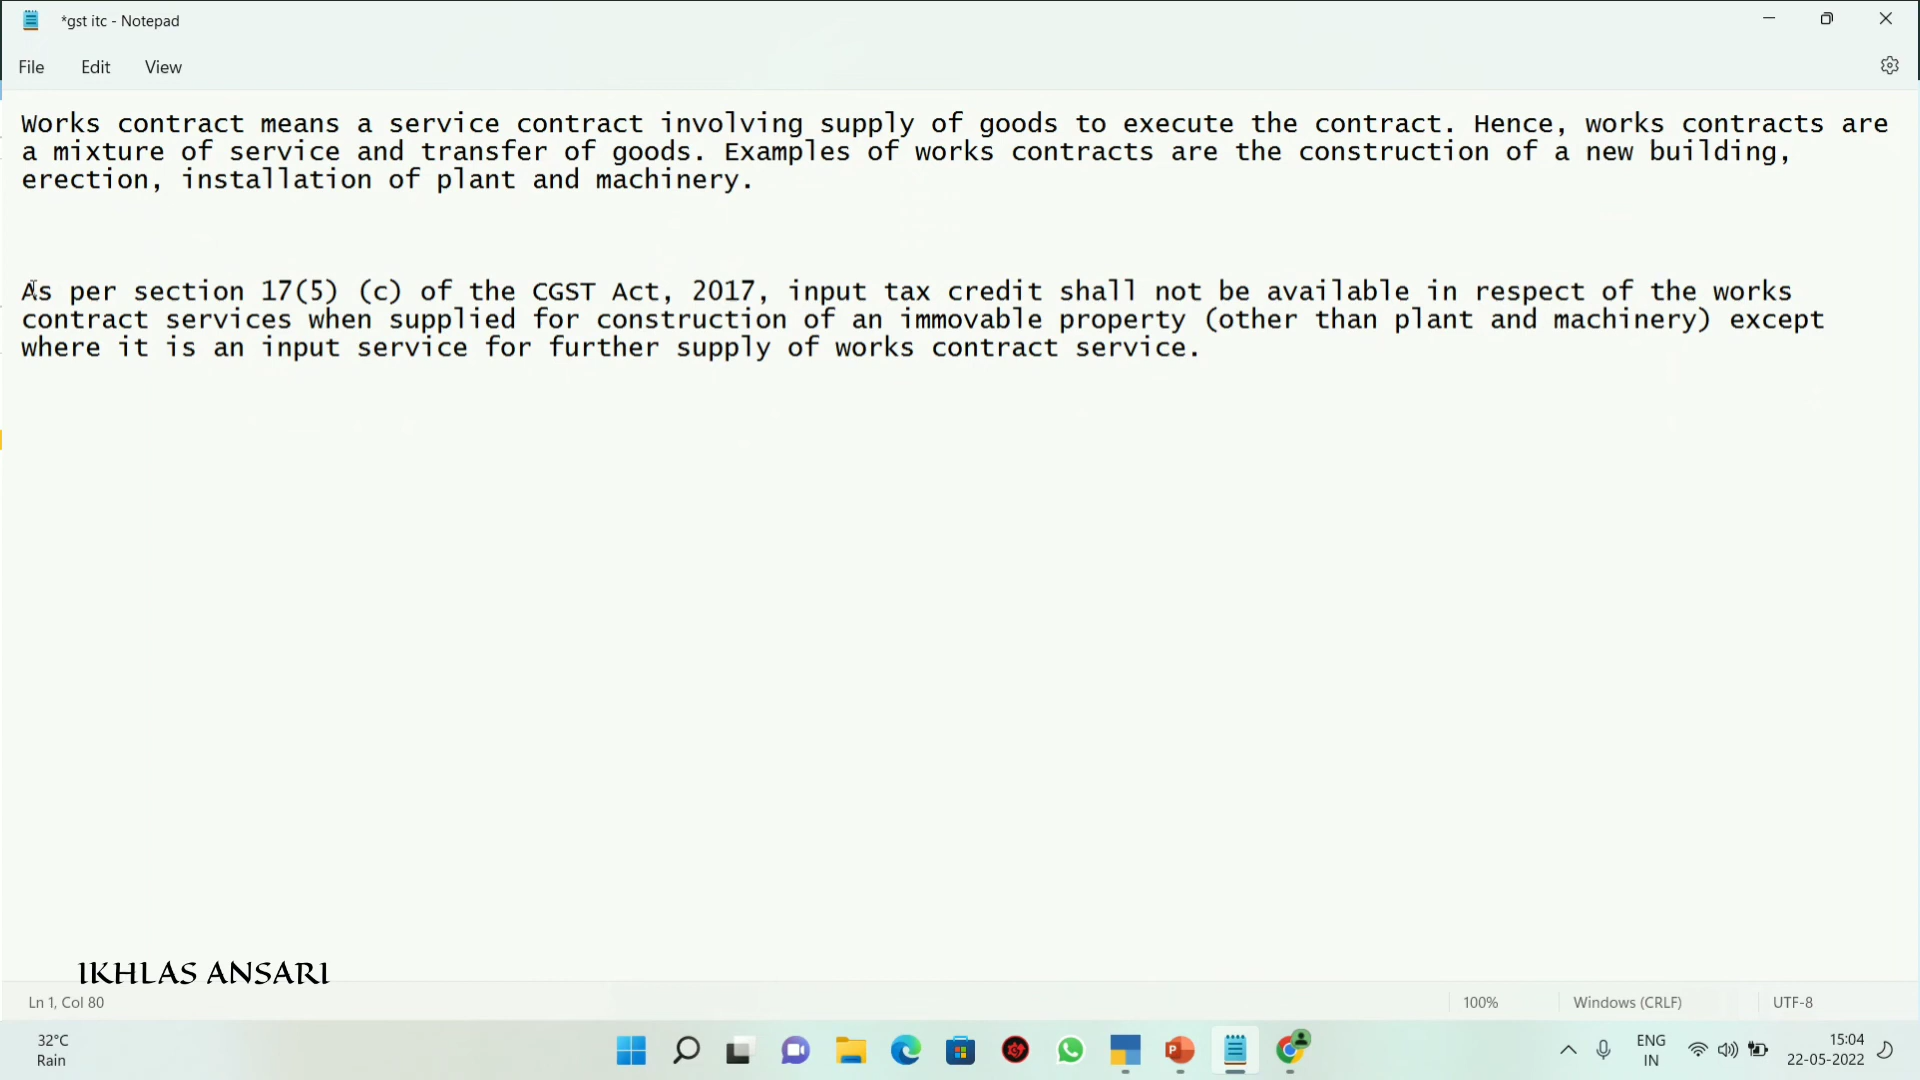 *gst itc - Notepad
File Edit View
Works contract means a service contract involving supply of goods to execute the contract. Hence, works contracts are
a mixture of service and transfer of goods. Examples of works contracts are the construction of a new building,
erection, installation of plant and machinery.
As per section 17(5) (c) of the CGST Act, 2017, input tax credit shall not be available in respect of the works
contract services when supplied for construction of an immovable property (other than plant and machinery) except
where it is an input service for further supply of works contract service.
IKHLAS ANSARI
Ln 1, Col 80 100% Windows (CRLF) UTF-8
32°C
Rain
ENG
IN
15:04
22-05-2022